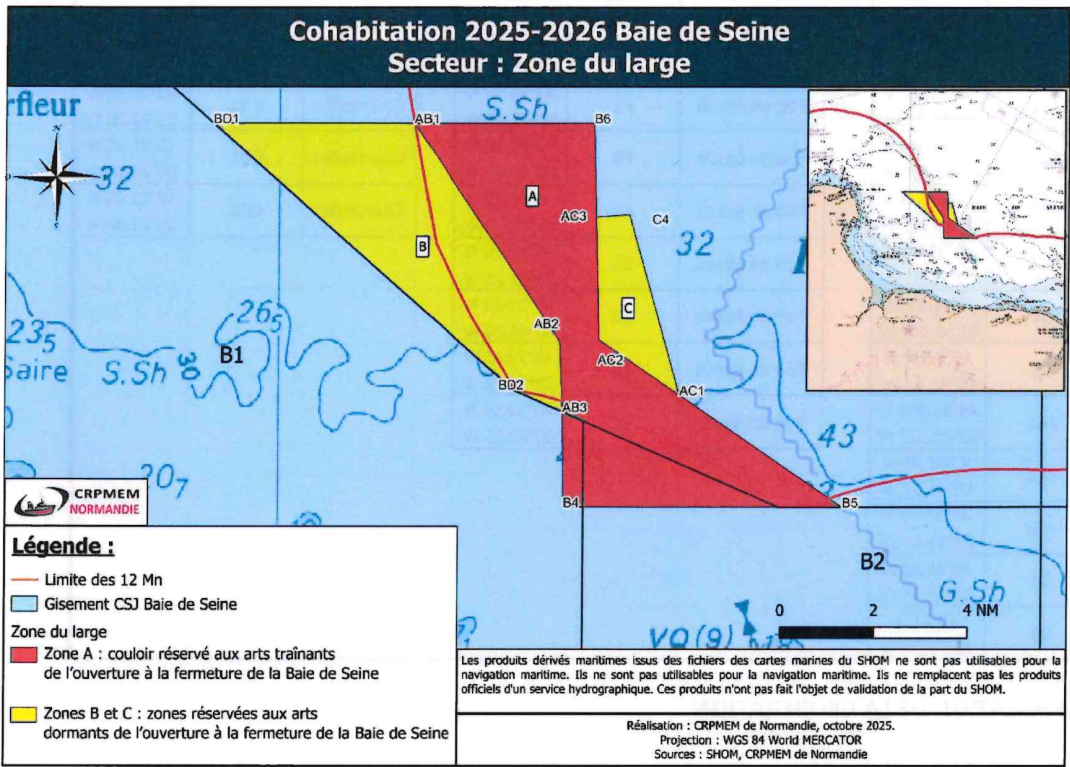 Cohabitation 2025-2026 Baie de Seine
Secteur : Zone du large
rfleur
BD1
AB1
S.Sh
B6
32
A
AC3
C4
32
B
C
AB2
26₅
23₅
B1
Saire
S.Sh
30
AC2
BD2
AC1
AB3
43
20₇
B4
B5
CRPMEM
NORMANDIE
B2
G.Sh
Légende :
Limite des 12 Mn
Gisement CSJ Baie de Seine
Zone du large
Zone A : couloir réservé aux arts traînants
de l'ouverture à la fermeture de la Baie de Seine
Zones B et C : zones réservées aux arts
dormants de l'ouverture à la fermeture de la Baie de Seine
0 2 4 NM
VQ(9)
Les produits dérivés maritimes issus des fichiers des cartes marines du SHOM ne sont pas utilisables pour la
navigation maritime. Ils ne sont pas utilisables pour la navigation maritime. Ils ne remplacent pas les produits
officiels d'un service hydrographique. Ces produits n'ont pas fait l'objet de validation de la part du SHOM.
Réalisation : CRPMEM de Normandie, octobre 2025.
Projection : WGS 84 World MERCATOR
Sources : SHOM, CRPMEM de Normandie